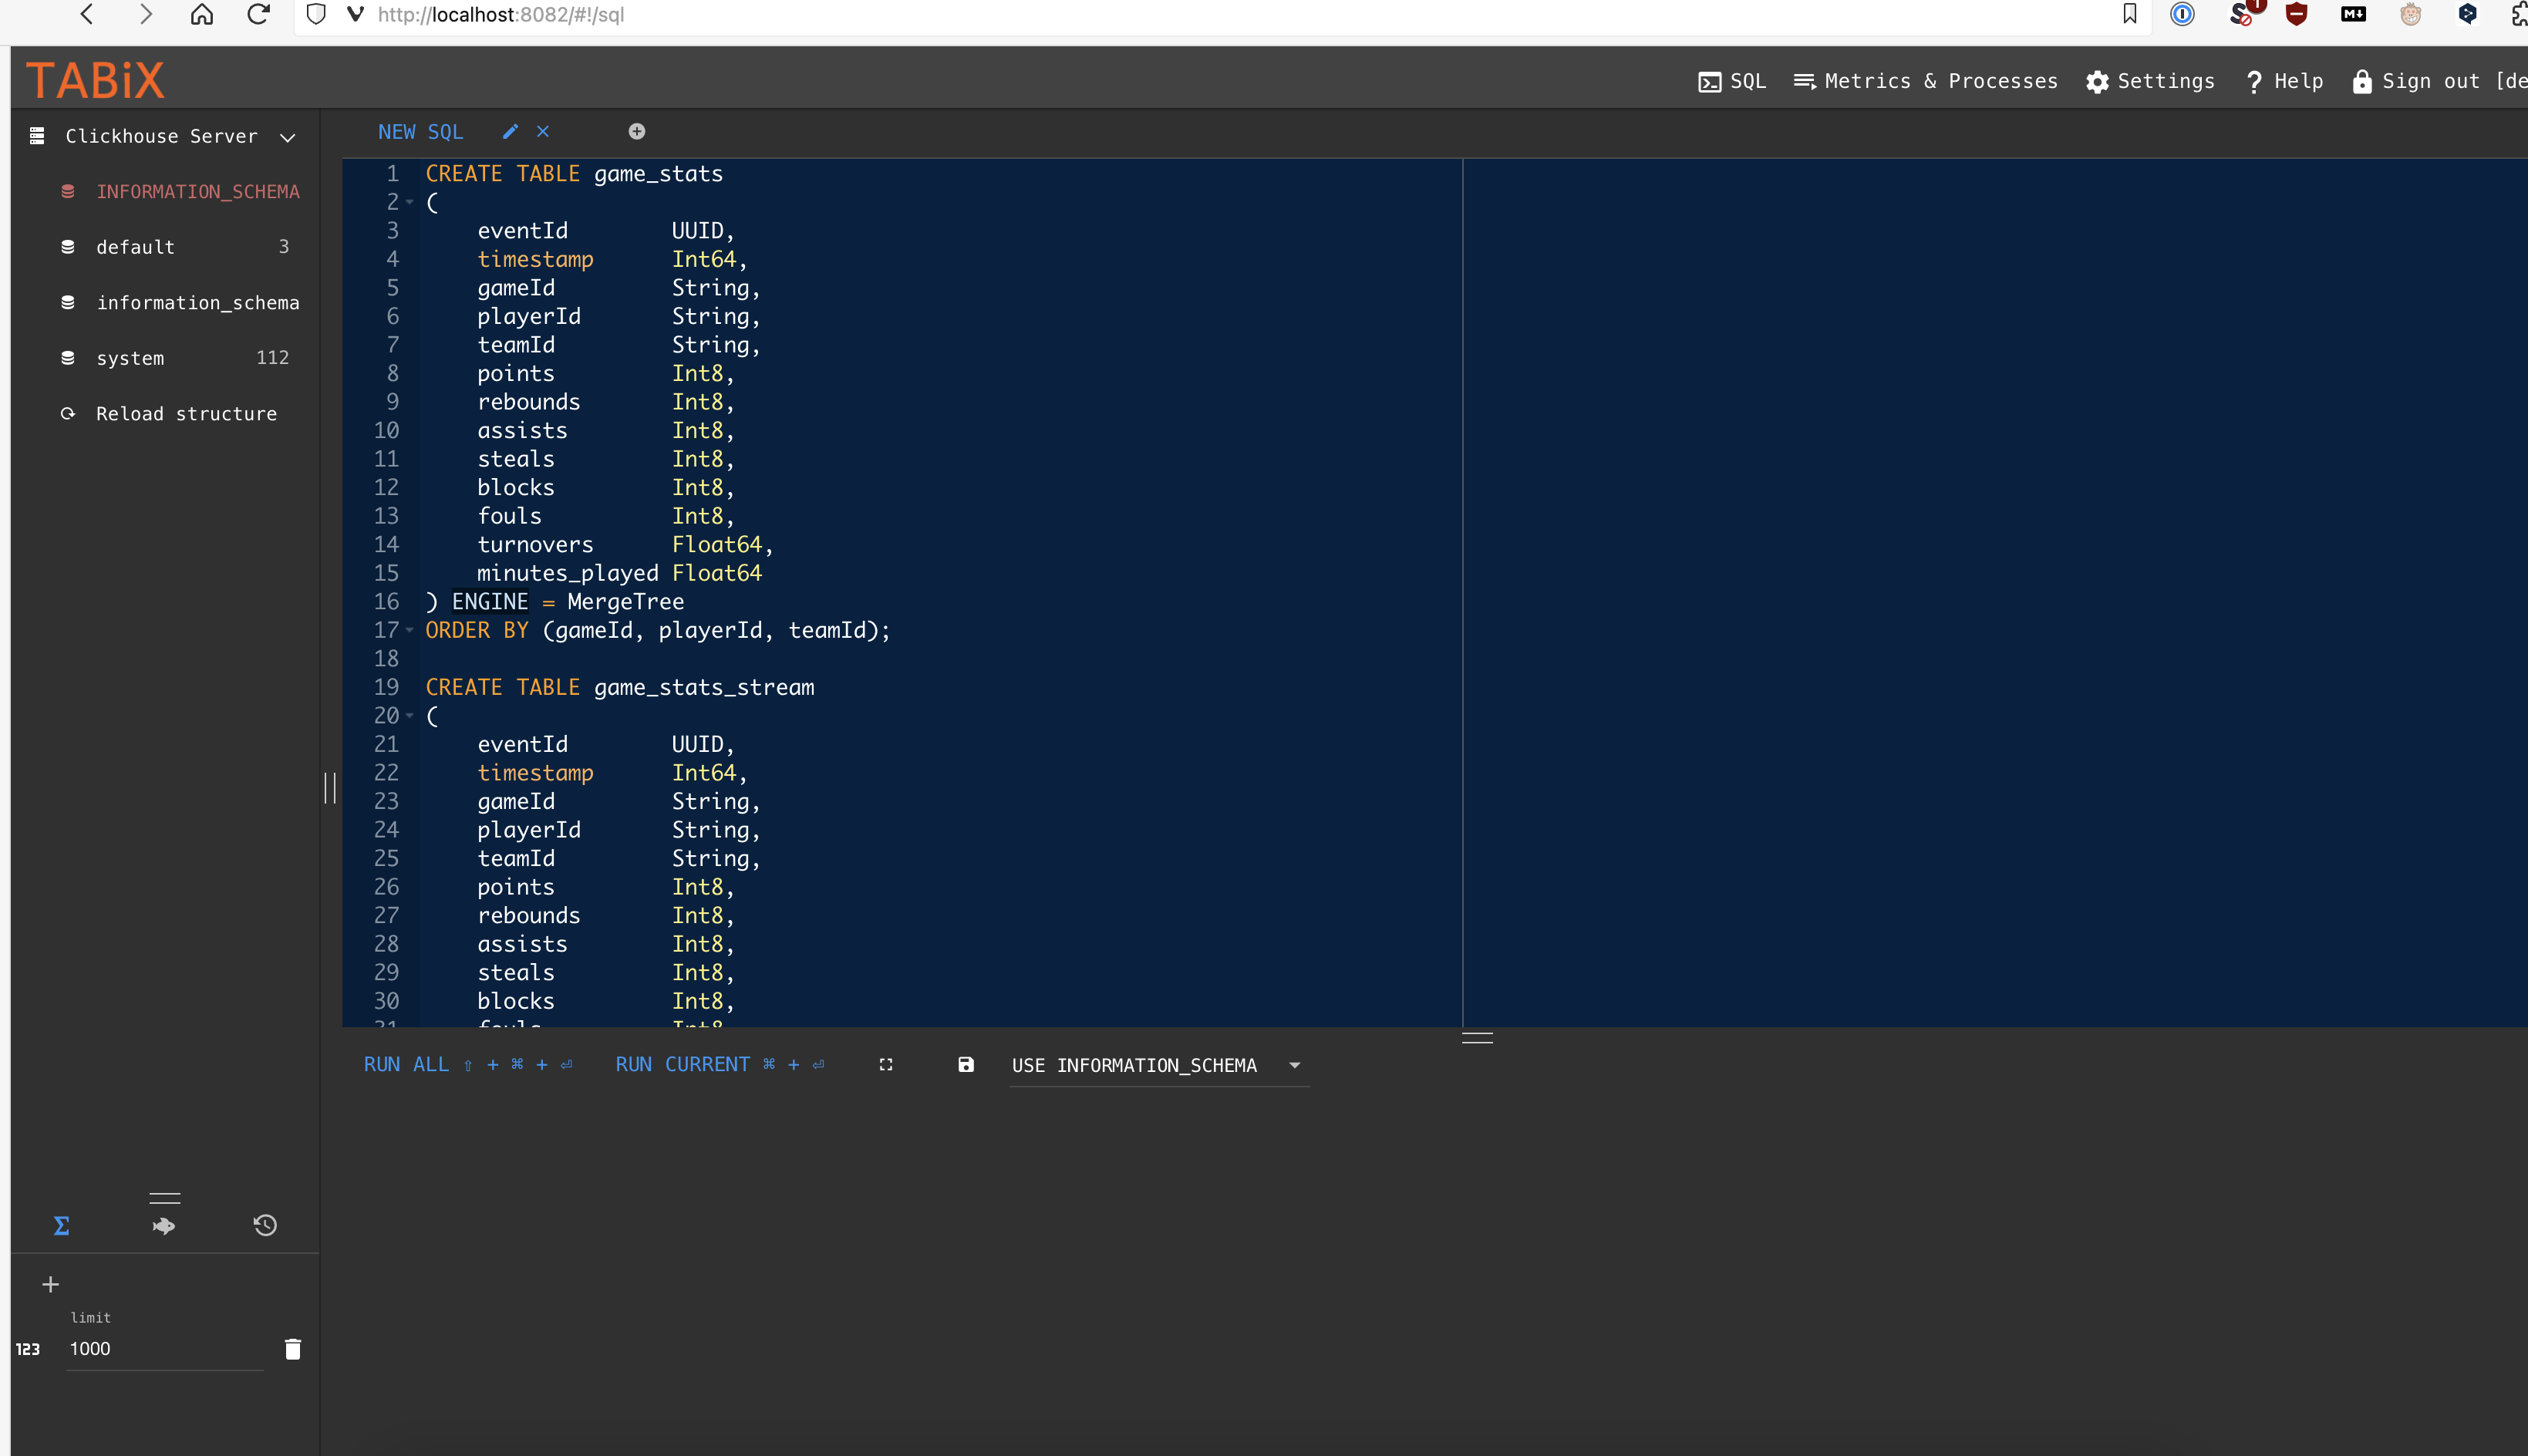 http://localhost:8082/#!/sql
TABiX
SQL
Metrics & Processes
Settings
? Help
Sign out [de
Clickhouse Server
INFORMATION_SCHEMA
default 3
information_schema
system 112
Reload structure
NEW SQL
1 CREATE TABLE game_stats
2 (
3 eventId UUID,
4 timestamp Int64,
5 gameId String,
6 playerId String,
7 teamId String,
8 points Int8,
9 rebounds Int8,
10 assists Int8,
11 steals Int8,
12 blocks Int8,
13 fouls Int8,
14 turnovers Float64,
15 minutes_played Float64
16 ) ENGINE = MergeTree
17 ORDER BY (gameId, playerId, teamId);
18
19 CREATE TABLE game_stats_stream
20 (
21 eventId UUID,
22 timestamp Int64,
23 gameId String,
24 playerId String,
25 teamId String,
26 points Int8,
27 rebounds Int8,
28 assists Int8,
29 steals Int8,
30 blocks Int8,
31 fouls Int8
RUN ALL ⇧ + ⌘ + ⏎
RUN CURRENT ⌘ + ⏎
USE INFORMATION_SCHEMA
Σ
limit
123 1000
M↓
1